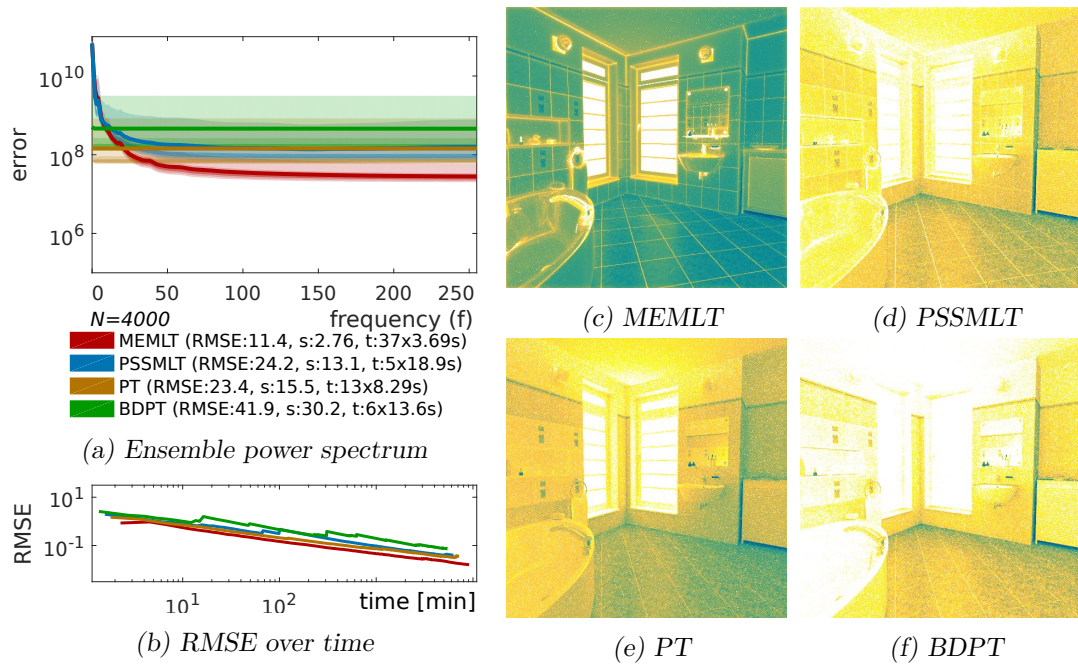 error
10^10
10^8
10^6
0 50 100 150 200 250
N=4000 frequency (f)
MEMLT (RMSE:11.4, s:2.76, t:37x3.69s)
PSSMLT (RMSE:24.2, s:13.1, t:5x18.9s)
PT (RMSE:23.4, s:15.5, t:13x8.29s)
BDPT (RMSE:41.9, s:30.2, t:6x13.6s)
(a) Ensemble power spectrum
RMSE
10^1
10^-1
10^1 10^2 time [min]
(b) RMSE over time
(c) MEMLT
(d) PSSMLT
(e) PT
(f) BDPT